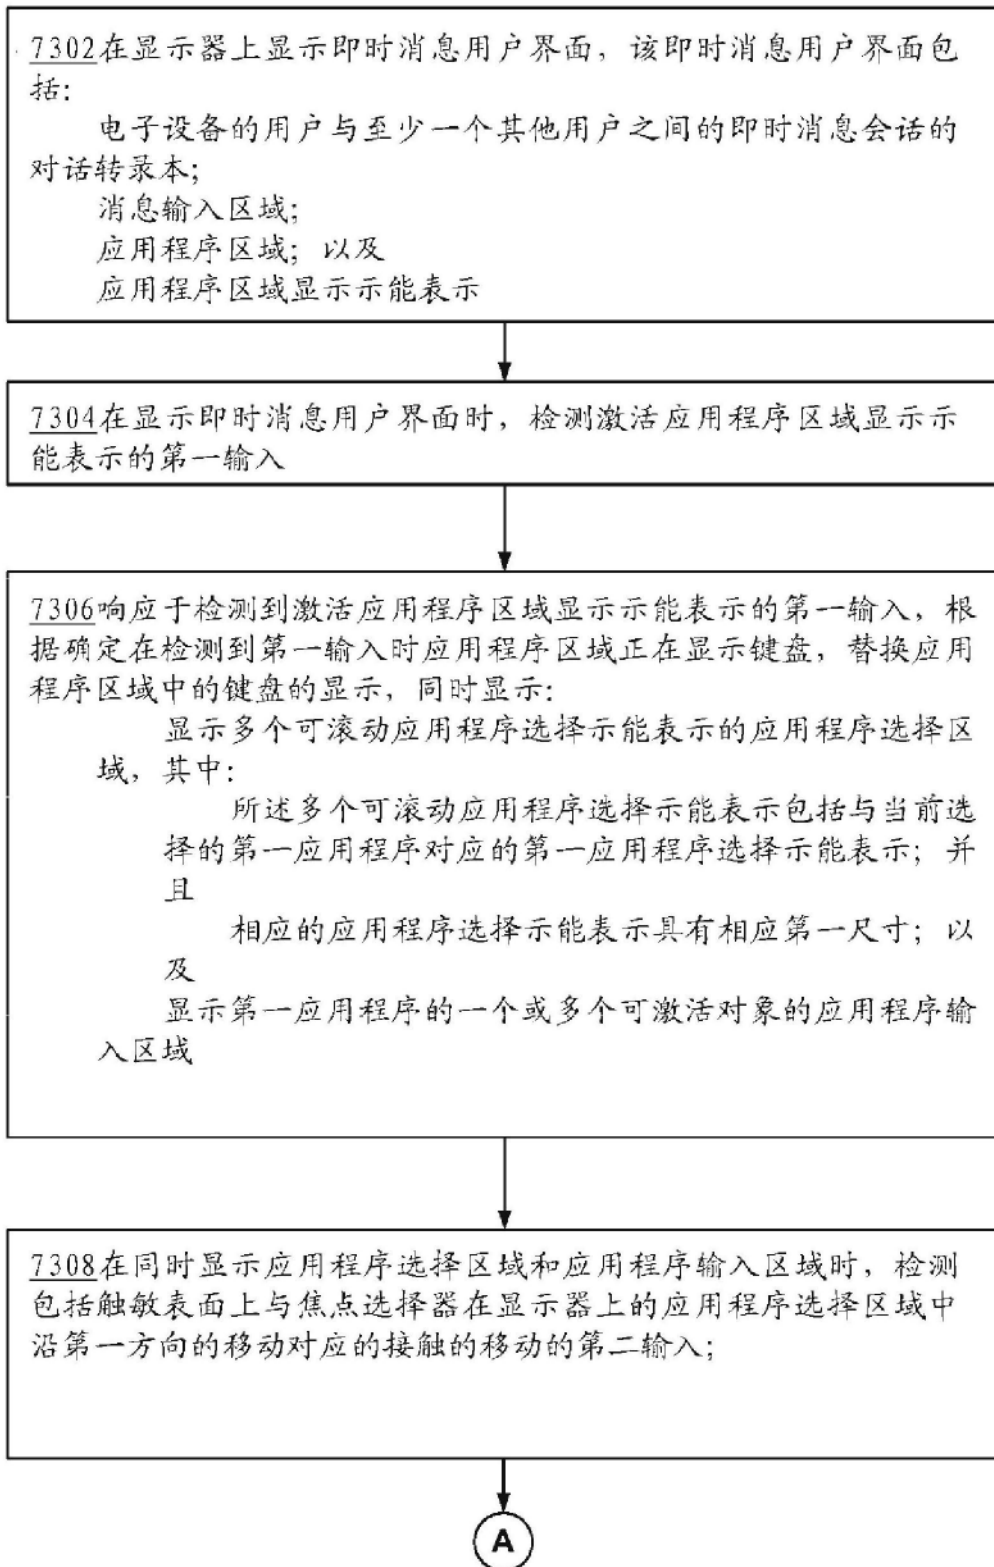 7302在显示器上显示即时消息用户界面，该即时消息用户界面包
括：
电子设备的用户与至少一个其他用户之间的即时消息会话的
对话转录本；
消息输入区域；
应用程序区域；以及
应用程序区域显示示能表示
7304在显示即时消息用户界面时，检测激活应用程序区域显示示
能表示的第一输入
7306响应于检测到激活应用程序区域显示示能表示的第一输入，根
据确定在检测到第一输入时应用程序区域正在显示键盘，替换应用
程序区域中的键盘的显示，同时显示：
显示多个可滚动应用程序选择示能表示的应用程序选择区
域，其中：
所述多个可滚动应用程序选择示能表示包括与当前选
择的第一应用程序对应的第一应用程序选择示能表示；并
且
相应的应用程序选择示能表示具有相应第一尺寸；以
及
显示第一应用程序的一个或多个可激活对象的应用程序输
入区域
7308在同时显示应用程序选择区域和应用程序输入区域时，检测
包括触敏表面上与焦点选择器在显示器上的应用程序选择区域中
沿第一方向的移动对应的接触的移动的第二输入；
A